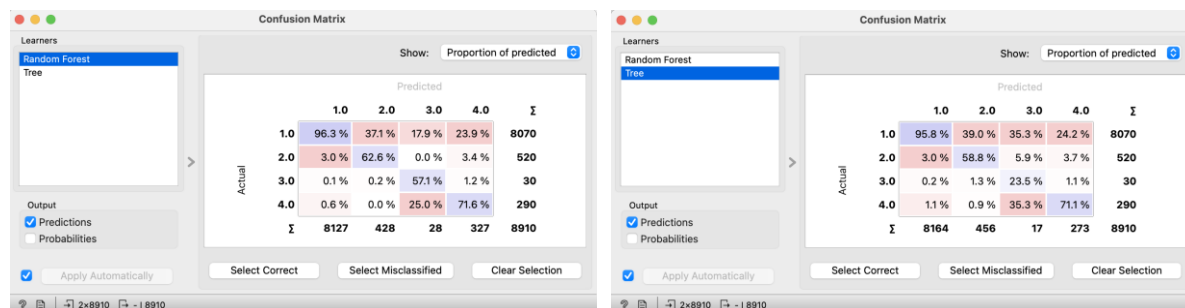 Confusion Matrix
Learners
Random Forest
Tree
Show: Proportion of predicted
Predicted
1.0 2.0 3.0 4.0 Σ
1.0 96.3 % 37.1 % 17.9 % 23.9 % 8070
2.0 3.0 % 62.6 % 0.0 % 3.4 % 520
Actual
3.0 0.1 % 0.2 % 57.1 % 1.2 % 30
4.0 0.6 % 0.0 % 25.0 % 71.6 % 290
Σ 8127 428 28 327 8910
Output
Predictions
Probabilities
Apply Automatically
Select Correct Select Misclassified Clear Selection
? 2×8910 - | 8910
Confusion Matrix
Learners
Random Forest
Tree
Show: Proportion of predicted
Predicted
1.0 2.0 3.0 4.0 Σ
1.0 95.8 % 39.0 % 35.3 % 24.2 % 8070
2.0 3.0 % 58.8 % 5.9 % 3.7 % 520
Actual
3.0 0.2 % 1.3 % 23.5 % 1.1 % 30
4.0 1.1 % 0.9 % 35.3 % 71.1 % 290
Σ 8164 456 17 273 8910
Output
Predictions
Probabilities
Apply Automatically
Select Correct Select Misclassified Clear Selection
? 2×8910 - | 8910